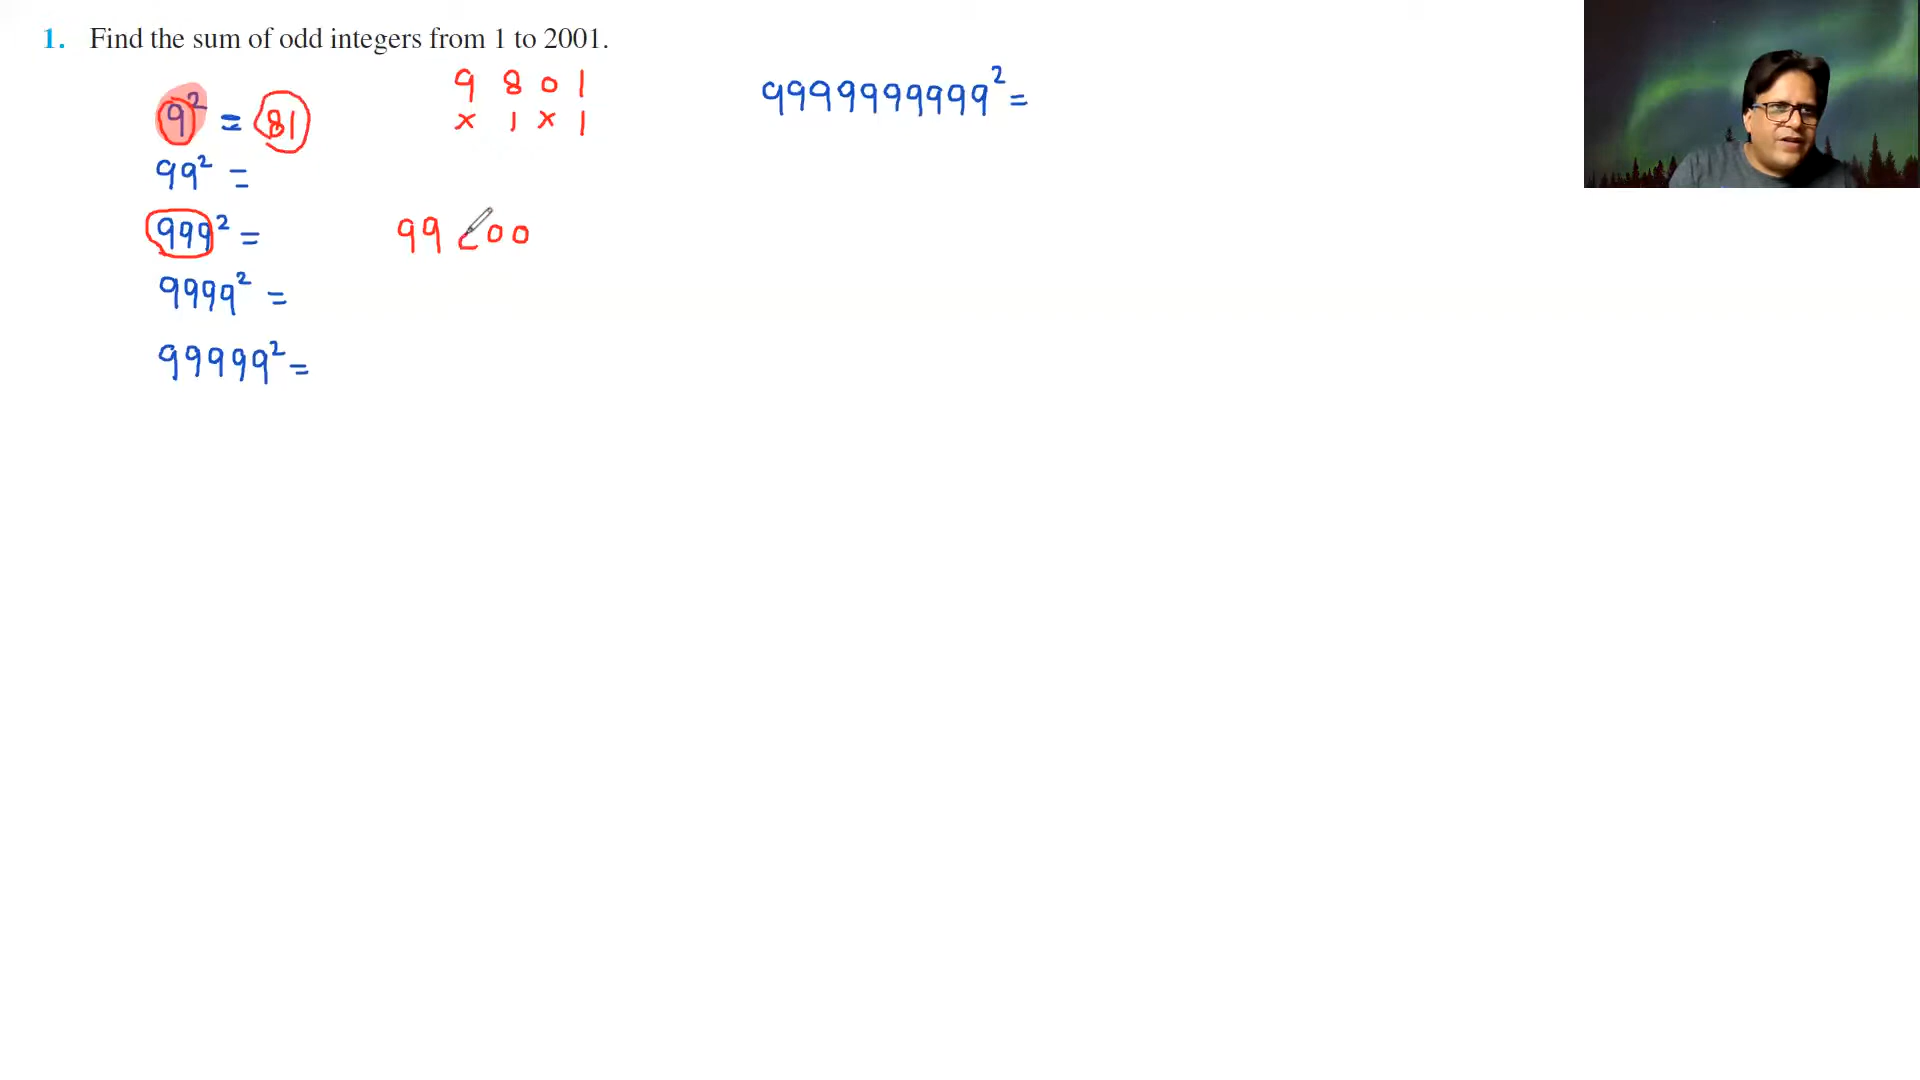 1. Find the sum of odd integers from 1 to 2001.
9² = 81
9 8 0 1
x 1 x 1
9999999999² =
99² =
999² =
99 00
9999² =
99999² =